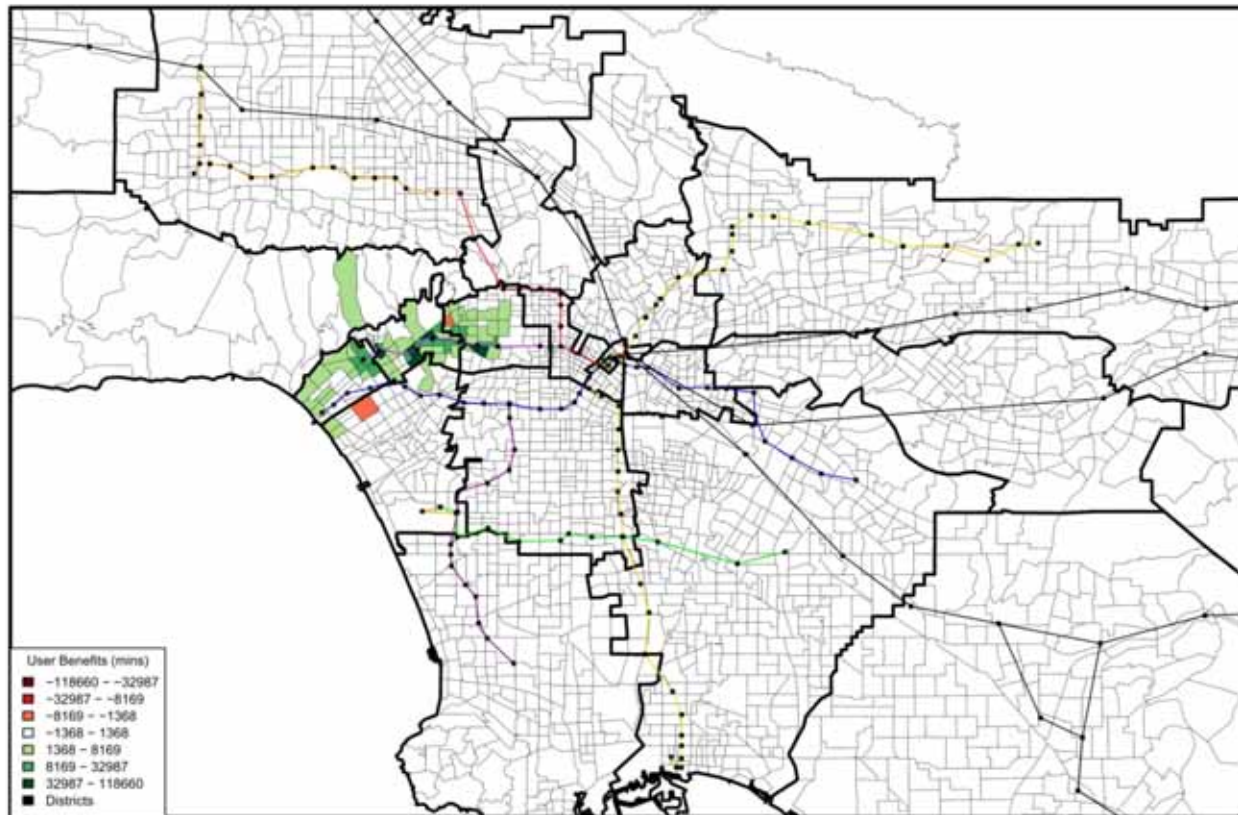 User Benefits (mins)
−118660 − −32987
−32987 − −8169
−8169 − −1368
−1368 − 1368
1368 − 8169
8169 − 32987
32987 − 118660
Districts